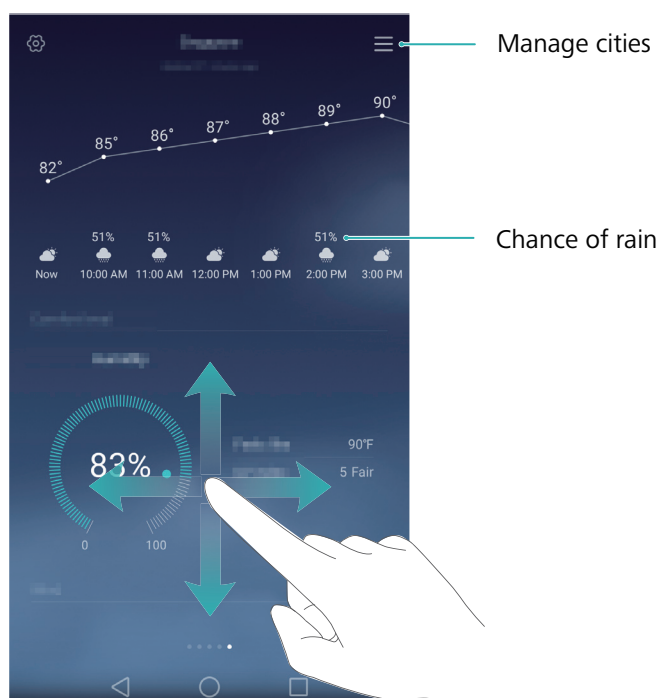 Manage cities
82° 85° 86° 87° 88° 89° 90°
51% 51% 51%
Chance of rain
Now 10:00 AM 11:00 AM 12:00 PM 1:00 PM 2:00 PM 3:00 PM
90°F
83%
5 Fair
0 100